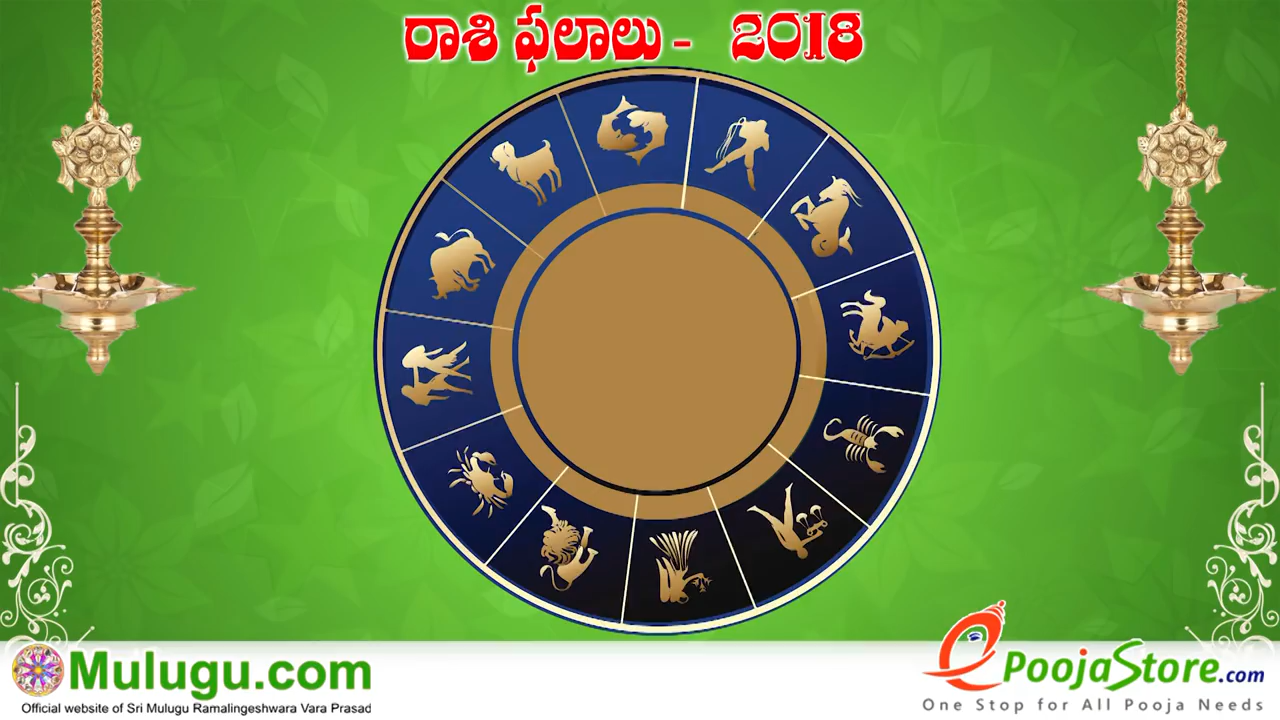 రాశి ఫలాలు - 2018
Mulugu.com
Official website of Sri Mulugu Ramalingeshwara Vara Prasad
ePoojaStore.com
One Stop for All Pooja Needs